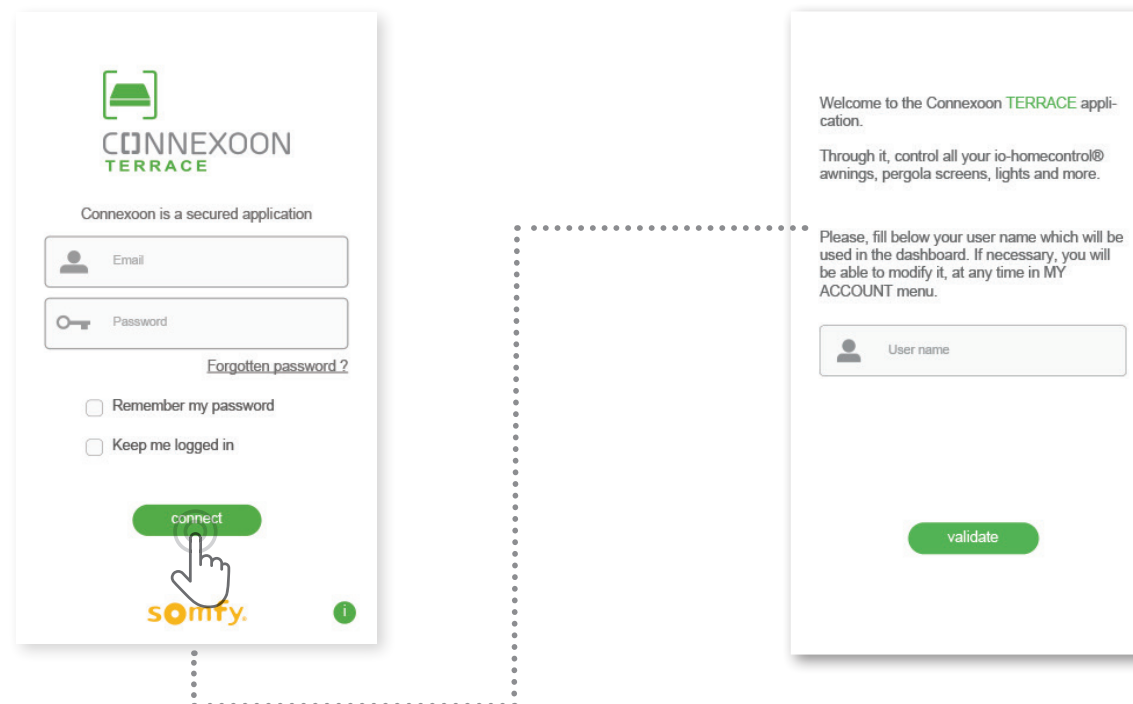 CONNEXOON
TERRACE
Connexoon is a secured application
Email
Password
Forgotten password ?
Remember my password
Keep me logged in
connect
somfy.
i
Welcome to the Connexoon TERRACE appli-
cation.
Through it, control all your io-homecontrol®
awnings, pergola screens, lights and more.
Please, fill below your user name which will be
used in the dashboard. If necessary, you will
be able to modify it, at any time in MY
ACCOUNT menu.
User name
validate